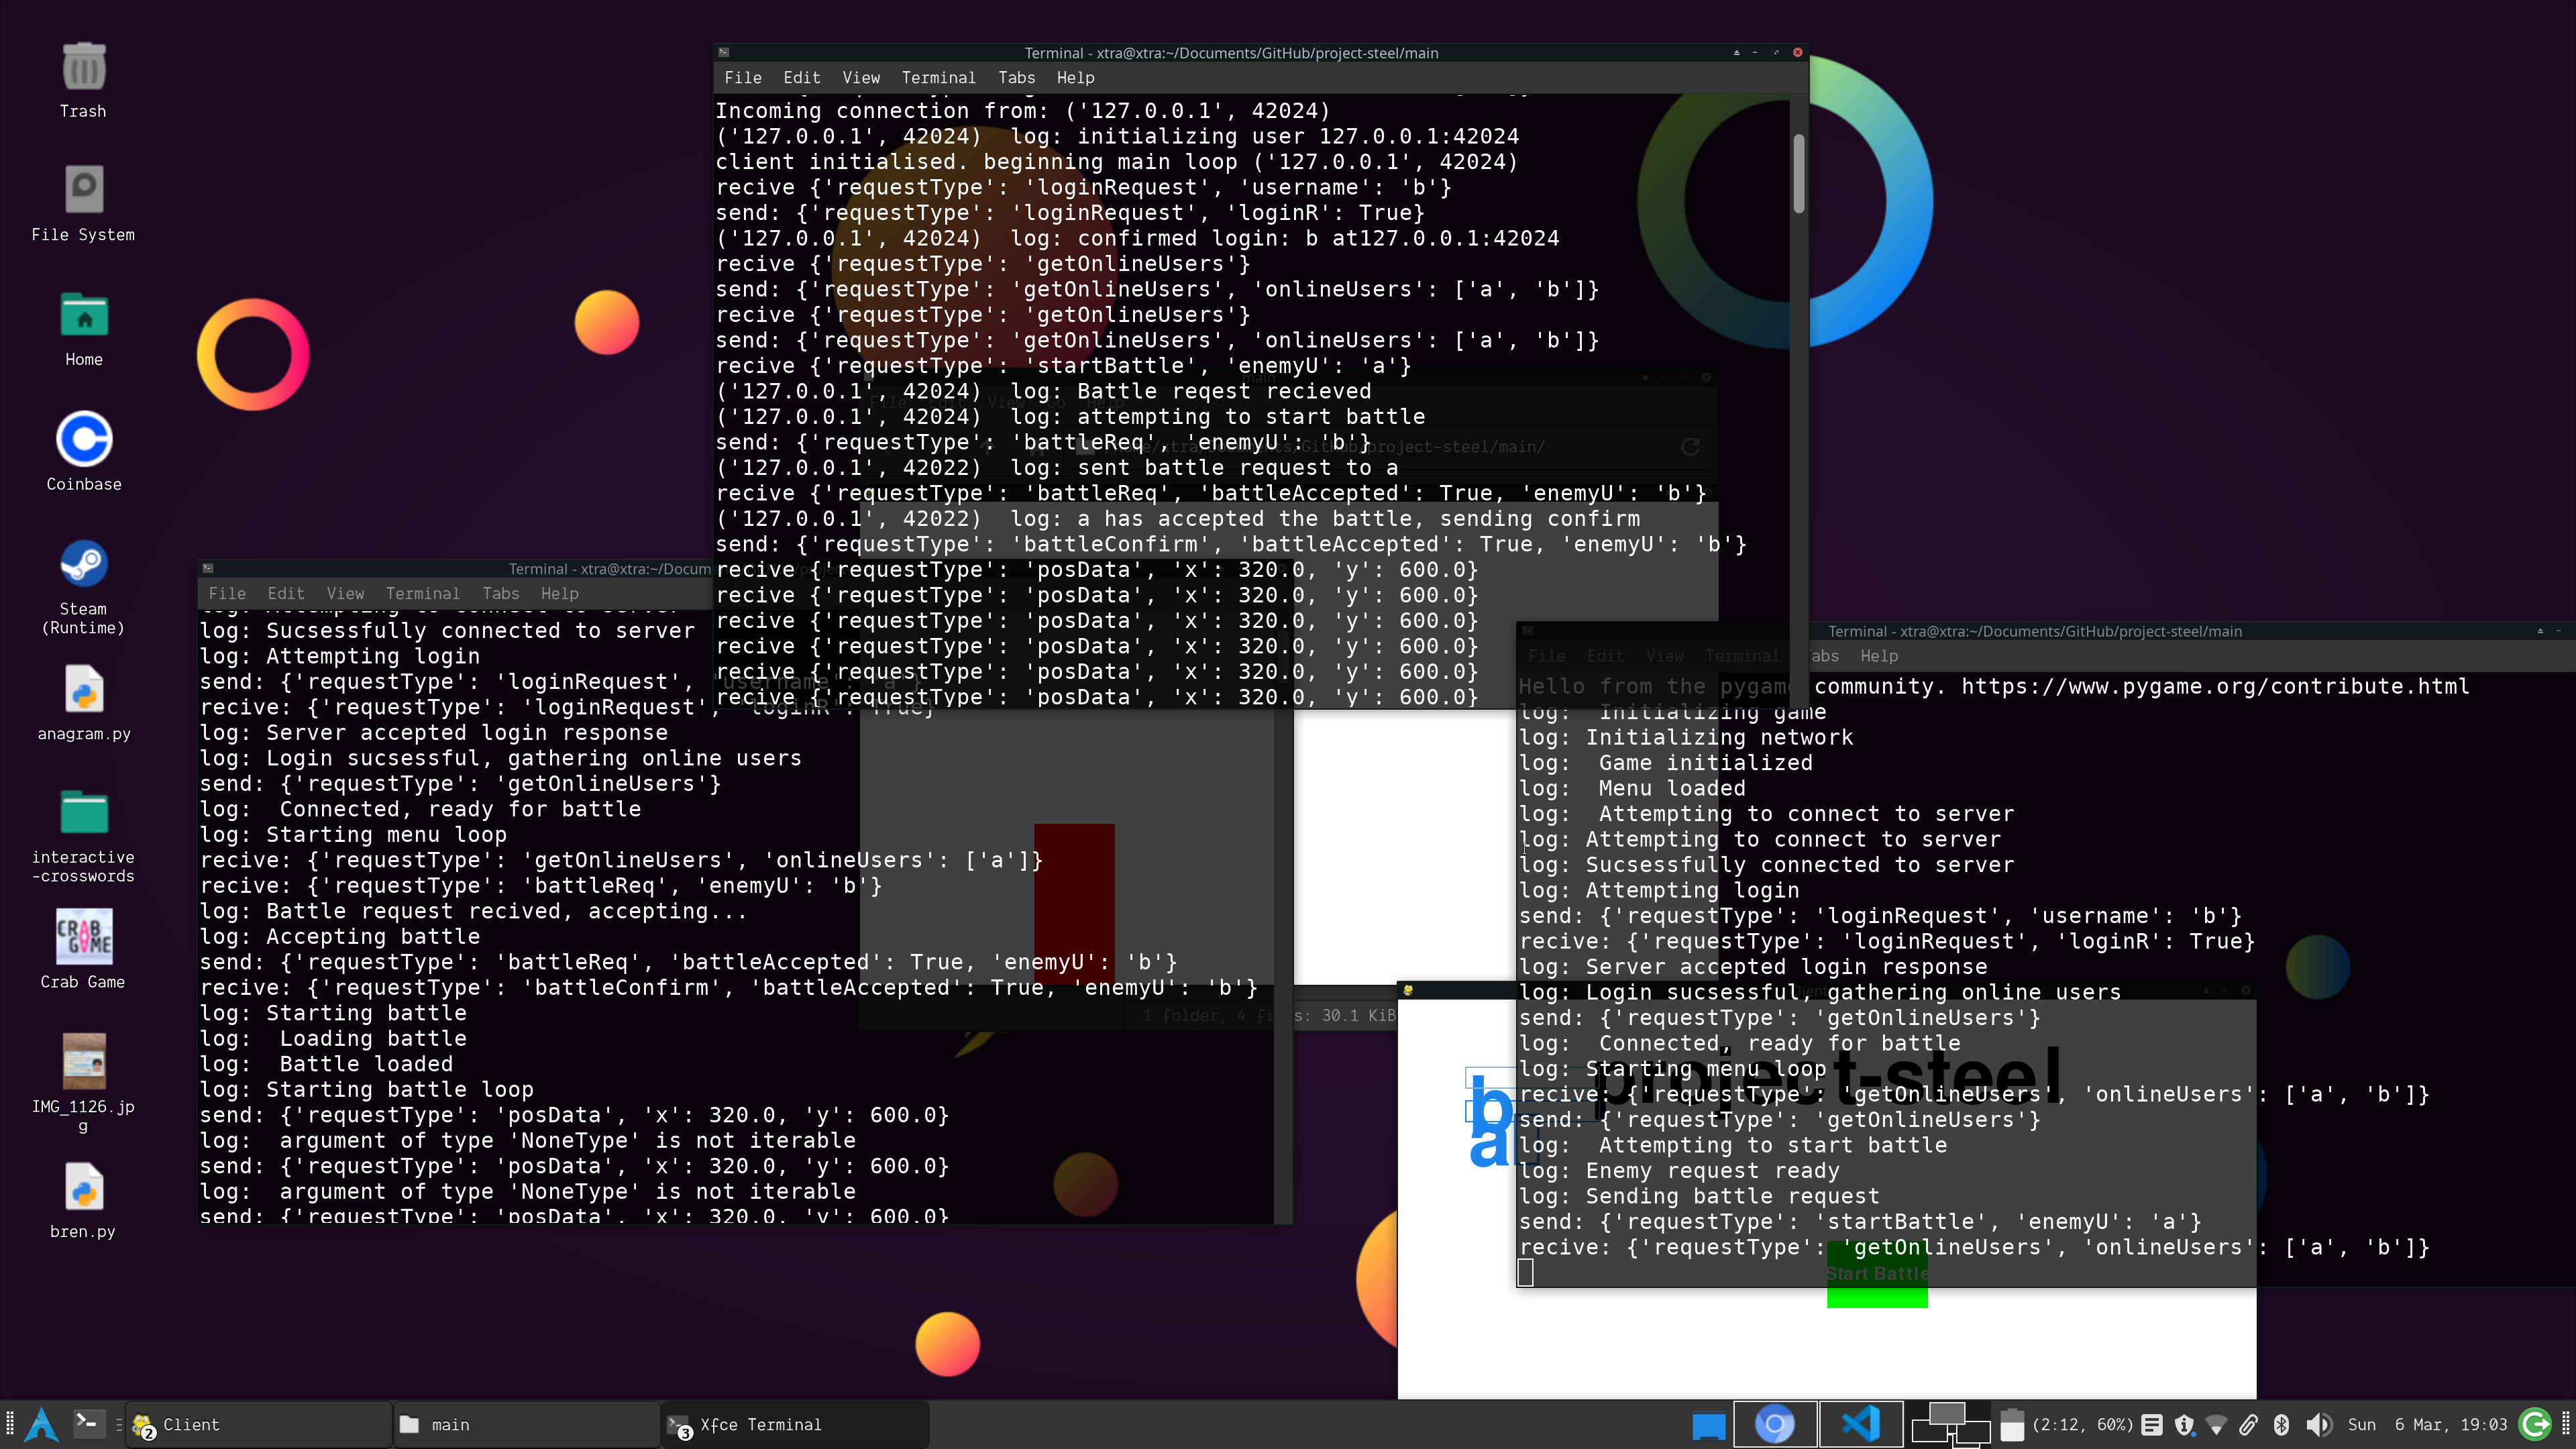 Trash
File System
Home
Coinbase
Steam
(Runtime)
anagram.py
interactive
-crosswords
CRAB
GAME
Crab Game
IMG_1126.jp
g
bren.py
Terminal - xtra@xtra:~/Documents/GitHub/project-steel/main
File Edit View Terminal Tabs Help
Incoming connection from: ('127.0.0.1', 42024)
('127.0.0.1', 42024)  log: initializing user 127.0.0.1:42024
client initialised. beginning main loop ('127.0.0.1', 42024)
recive {'requestType': 'loginRequest', 'username': 'b'}
send: {'requestType': 'loginRequest', 'loginR': True}
('127.0.0.1', 42024)  log: confirmed login: b at127.0.0.1:42024
recive {'requestType': 'getOnlineUsers'}
send: {'requestType': 'getOnlineUsers', 'onlineUsers': ['a', 'b']}
recive {'requestType': 'getOnlineUsers'}
send: {'requestType': 'getOnlineUsers', 'onlineUsers': ['a', 'b']}
recive {'requestType': 'startBattle', 'enemyU': 'a'}
('127.0.0.1', 42024)  log: Battle reqest recieved
('127.0.0.1', 42024)  log: attempting to start battle
send: {'requestType': 'battleReq', 'enemyU': 'b'}
('127.0.0.1', 42022)  log: sent battle request to a
recive {'requestType': 'battleReq', 'battleAccepted': True, 'enemyU': 'b'}
('127.0.0.1', 42022)  log: a has accepted the battle, sending confirm
send: {'requestType': 'battleConfirm', 'battleAccepted': True, 'enemyU': 'b'}
recive {'requestType': 'posData', 'x': 320.0, 'y': 600.0}
recive {'requestType': 'posData', 'x': 320.0, 'y': 600.0}
recive {'requestType': 'posData', 'x': 320.0, 'y': 600.0}
recive {'requestType': 'posData', 'x': 320.0, 'y': 600.0}
recive {'requestType': 'posData', 'x': 320.0, 'y': 600.0}
recive {'requestType': 'posData', 'x': 320.0, 'y': 600.0}
Terminal - xtra@xtra:~/Docum
File Edit View Terminal Tabs Help
log: Attempting to connect to server
log: Sucsessfully connected to server
log: Attempting login
send: {'requestType': 'loginRequest', 'username': 'a'}
recive: {'requestType': 'loginRequest', 'loginR': True}
log: Server accepted login response
log: Login sucsessful, gathering online users
send: {'requestType': 'getOnlineUsers'}
log:  Connected, ready for battle
log: Starting menu loop
recive: {'requestType': 'getOnlineUsers', 'onlineUsers': ['a']}
recive: {'requestType': 'battleReq', 'enemyU': 'b'}
log: Battle request recived, accepting...
log: Accepting battle
send: {'requestType': 'battleReq', 'battleAccepted': True, 'enemyU': 'b'}
recive: {'requestType': 'battleConfirm', 'battleAccepted': True, 'enemyU': 'b'}
log: Starting battle
log:  Loading battle
log:  Battle loaded
log: Starting battle loop
send: {'requestType': 'posData', 'x': 320.0, 'y': 600.0}
log:  argument of type 'NoneType' is not iterable
send: {'requestType': 'posData', 'x': 320.0, 'y': 600.0}
log:  argument of type 'NoneType' is not iterable
send: {'requestType': 'posData', 'x': 320.0, 'y': 600.0}
Terminal - xtra@xtra:~/Documents/GitHub/project-steel/main
File Edit View Terminal Tabs Help
Hello from the pygame community. https://www.pygame.org/contribute.html
log:  Initializing game
log: Initializing network
log:  Game initialized
log:  Menu loaded
log:  Attempting to connect to server
log: Attempting to connect to server
log: Sucsessfully connected to server
log: Attempting login
send: {'requestType': 'loginRequest', 'username': 'b'}
recive: {'requestType': 'loginRequest', 'loginR': True}
log: Server accepted login response
log: Login sucsessful, gathering online users
send: {'requestType': 'getOnlineUsers'}
log:  Connected, ready for battle
log: Starting menu loop
recive: {'requestType': 'getOnlineUsers', 'onlineUsers': ['a', 'b']}
send: {'requestType': 'getOnlineUsers'}
log:  Attempting to start battle
log: Enemy request ready
log: Sending battle request
send: {'requestType': 'startBattle', 'enemyU': 'a'}
recive: {'requestType': 'getOnlineUsers', 'onlineUsers': ['a', 'b']}
1 folder, 4 files: 30.1 KiB
project-steel
b
a
Start Battle
2 Client
main
3 Xfce Terminal
(2:12, 60%)
Sun 6 Mar, 19:03